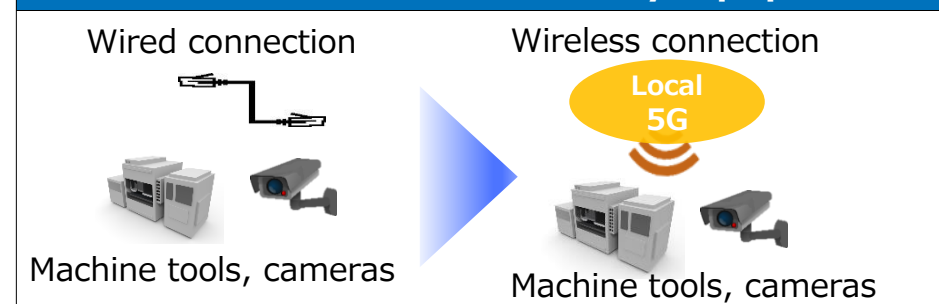 Wired connection
Machine tools, cameras
Wireless connection
Local
5G
Machine tools, cameras